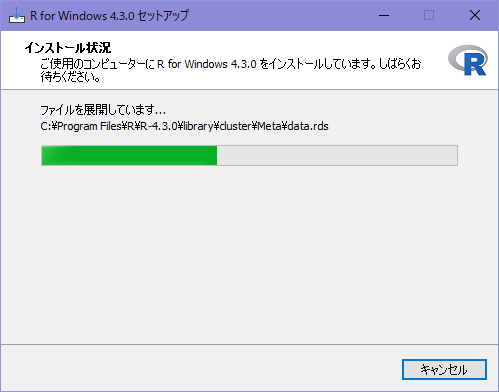 R for Windows 4.3.0 セットアップ
インストール状況
ご使用のコンピューターに R for Windows 4.3.0 をインストールしています。しばらくお
待ちください。
R
ファイルを展開しています...
C:¥Program Files¥R¥R-4.3.0¥library¥cluster¥Meta¥data.rds
キャンセル